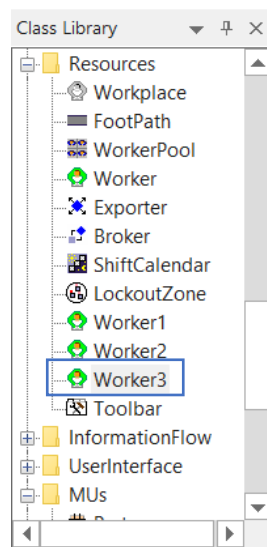 Class Library
Resources
Workplace
FootPath
WorkerPool
Worker
Exporter
Broker
ShiftCalendar
LockoutZone
Worker1
Worker2
Worker3
Toolbar
InformationFlow
UserInterface
MUs